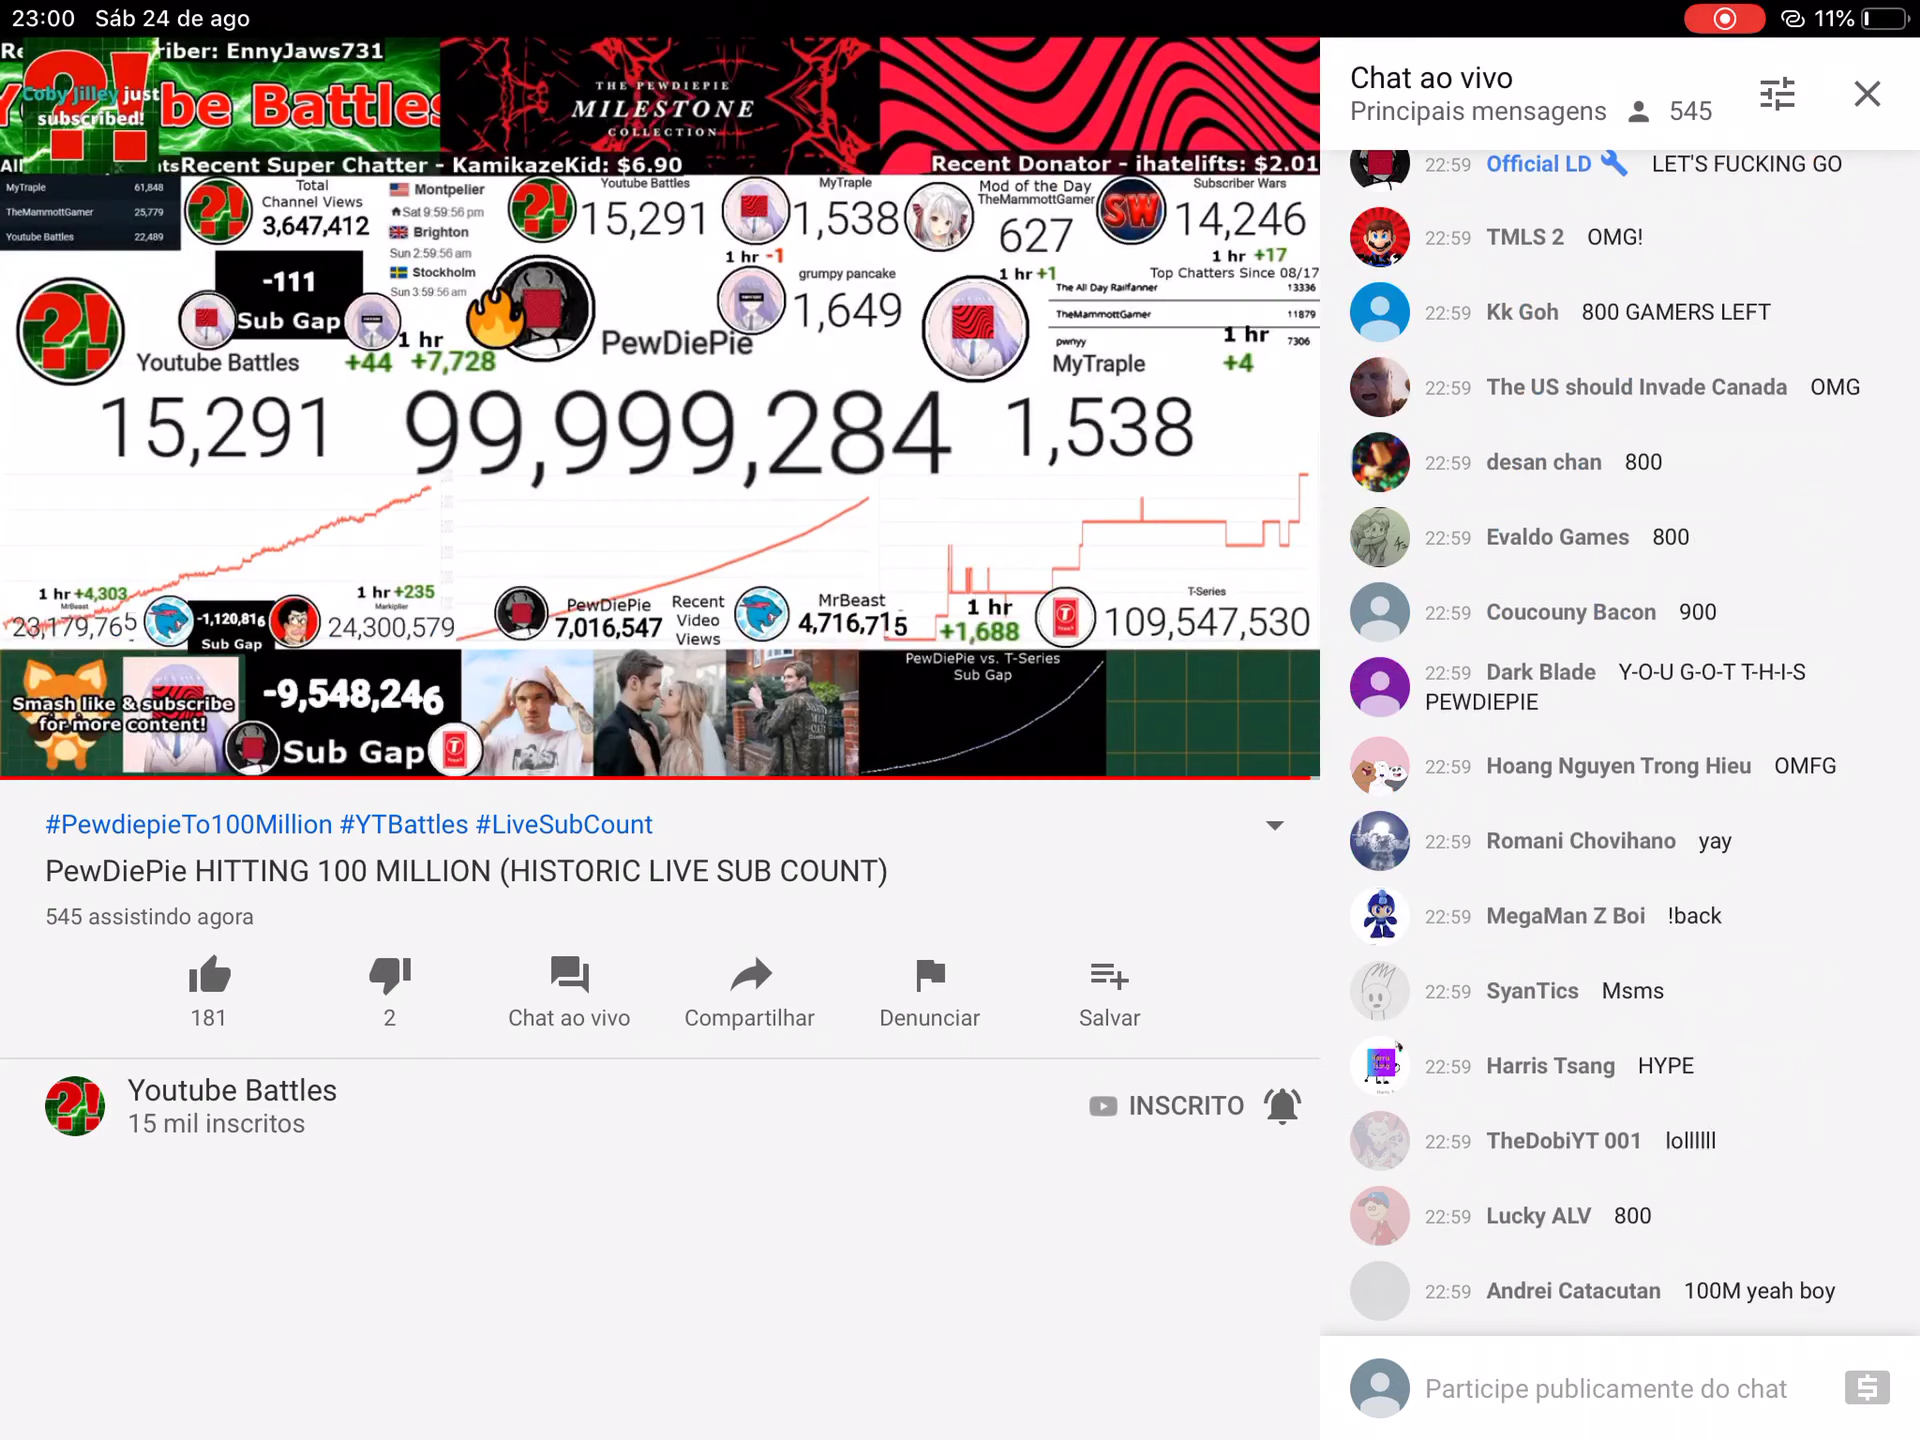 23:00 Sáb 24 de ago
11%
riber: EnnyJaws731
Coby Jilley just
subscribed!
be Battles
THE PEWDIEPIE
MILESTONE
COLLECTION
Recent Super Chatter - KamikazeKid: $6.90
Recent Donator - ihatelifts: $2.01
MyTraple 61,848
TheMammottGamer 25,779
Youtube Battles 22,489
Total
Channel Views
3,647,412
Montpelier
Sat 9:59:56 pm
Brighton
Sun 2:59:56 am
Stockholm
Sun 3:59:56 am
Youtube Battles
15,291
MyTraple
1,538
1 hr -1
Mod of the Day
TheMammottGamer
627
1 hr +1
SW
Subscriber Wars
14,246
1 hr +17
-111
Sub Gap
grumpy pancake
1,649
Top Chatters Since 08/17
The All Day Railfanner 13336
TheMammottGamer 11879
pwnyy 7306
Youtube Battles
+44
15,291
1 hr
+7,728
PewDiePie
99,999,284
MyTraple
1 hr
+4
1,538
1 hr +4,303
MrBeast
23,179,765
-1,120,816
Sub Gap
1 hr +235
Markiplier
24,300,579
PewDiePie
7,016,547
Recent
Video
Views
MrBeast
4,716,715
1 hr
+1,688
T-Series
109,547,530
Smash like & subscribe
for more content!
-9,548,246
Sub Gap
PewDiePie vs. T-Series
Sub Gap
#PewdiepieTo100Million #YTBattles #LiveSubCount
PewDiePie HITTING 100 MILLION (HISTORIC LIVE SUB COUNT)
545 assistindo agora
181
2
Chat ao vivo
Compartilhar
Denunciar
Salvar
Youtube Battles
15 mil inscritos
INSCRITO
Chat ao vivo
Principais mensagens 545
22:59 Official LD LET'S FUCKING GO
22:59 TMLS 2 OMG!
22:59 Kk Goh 800 GAMERS LEFT
22:59 The US should Invade Canada OMG
22:59 desan chan 800
22:59 Evaldo Games 800
22:59 Coucouny Bacon 900
22:59 Dark Blade Y-O-U G-O-T T-H-I-S
PEWDIEPIE
22:59 Hoang Nguyen Trong Hieu OMFG
22:59 Romani Chovihano yay
22:59 MegaMan Z Boi !back
22:59 SyanTics Msms
22:59 Harris Tsang HYPE
22:59 TheDobiYT 001 lollllll
22:59 Lucky ALV 800
22:59 Andrei Catacutan 100M yeah boy
Participe publicamente do chat